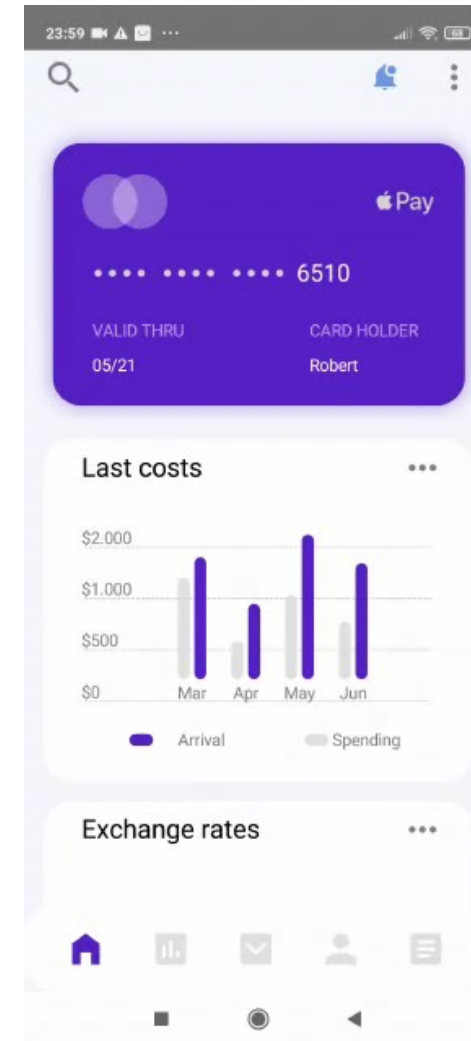 23:59
68
Pay
•••• •••• •••• 6510
VALID THRU CARD HOLDER
05/21 Robert
Last costs
$2.000
$1.000
$500
$0 Mar Apr May Jun
Arrival Spending
Exchange rates